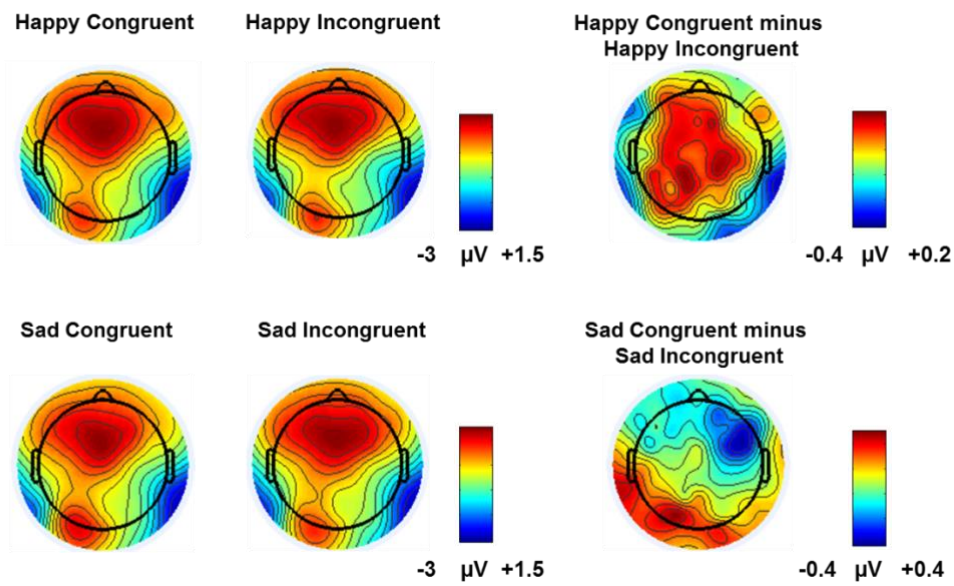 Happy Congruent
Happy Incongruent
Happy Congruent minus
Happy Incongruent
-3 µV +1.5
-0.4 µV +0.2
Sad Congruent
Sad Incongruent
Sad Congruent minus
Sad Incongruent
-3 µV +1.5
-0.4 µV +0.4